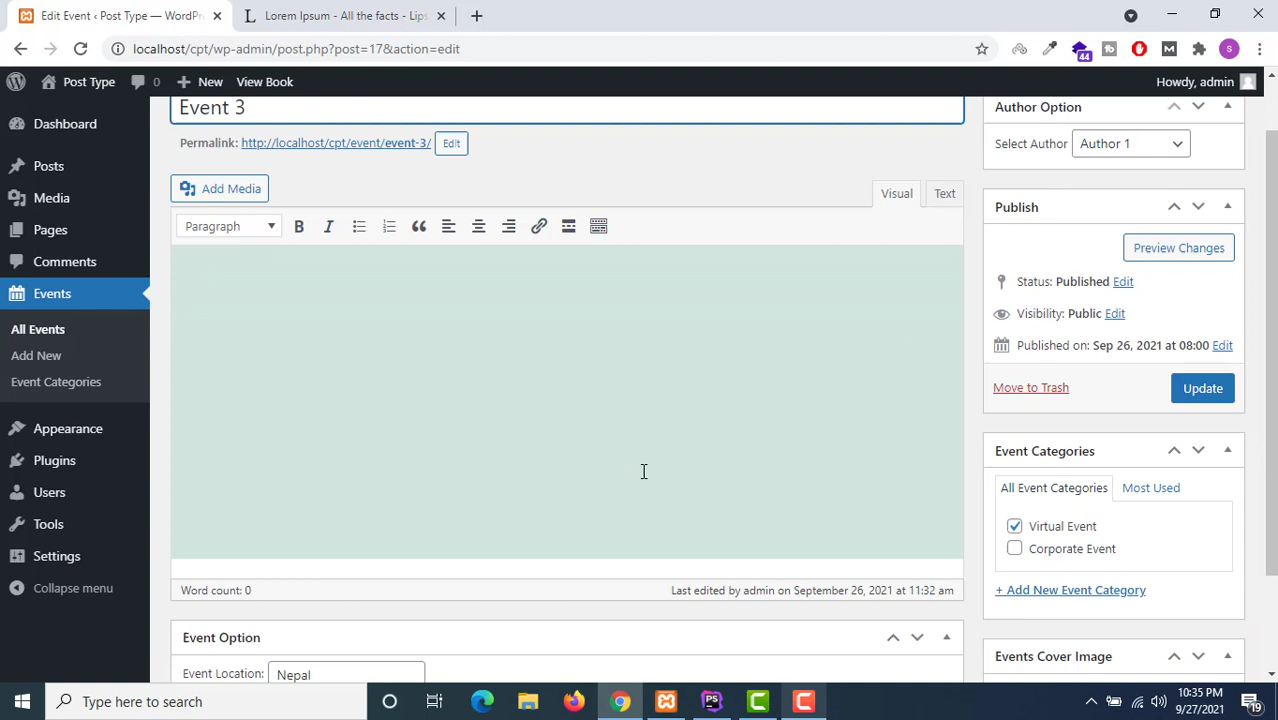 Edit Event ‹ Post Type — WordPr
Lorem Ipsum - All the facts - Lips
localhost/cpt/wp-admin/post.php?post=17&action=edit
44
S
Post Type
0
New
View Book
Howdy, admin
Dashboard
Posts
Media
Pages
Comments
Events
All Events
Add New
Event Categories
Appearance
Plugins
Users
Tools
Settings
Collapse menu
Event 3
Permalink: http://localhost/cpt/event/event-3/ Edit
Add Media
Visual
Text
Paragraph
Word count: 0
Last edited by admin on September 26, 2021 at 11:32 am
Event Option
Event Location: Nepal
Author Option
Select Author Author 1
Publish
Preview Changes
Status: Published Edit
Visibility: Public Edit
Published on: Sep 26, 2021 at 08:00 Edit
Move to Trash
Update
Event Categories
All Event Categories
Most Used
Virtual Event
Corporate Event
+ Add New Event Category
Events Cover Image
Type here to search
10:35 PM
9/27/2021
19